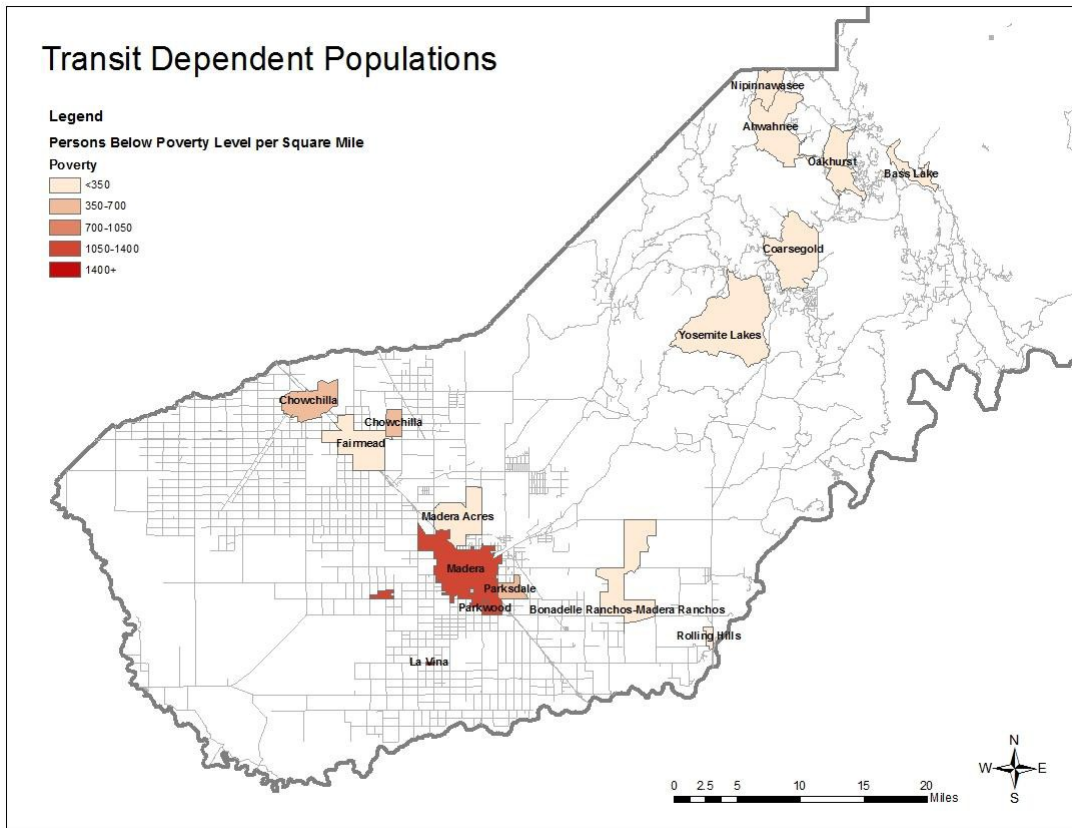 Transit Dependent Populations
Legend
Persons Below Poverty Level per Square Mile
Poverty
<350
350-700
700-1050
1050-1400
1400+
Nipinnawasee
Ahwahnee
Oakhurst
Bass Lake
Coarsegold
Yosemite Lakes
Chowchilla
Chowchilla
Fairmead
Madera Acres
Madera
Parksdale
Parkwood
Bonadelle Ranchos-Madera Ranchos
Rolling Hills
La Vina
N
W E
S
0 2.5 5 10 15 20
Miles